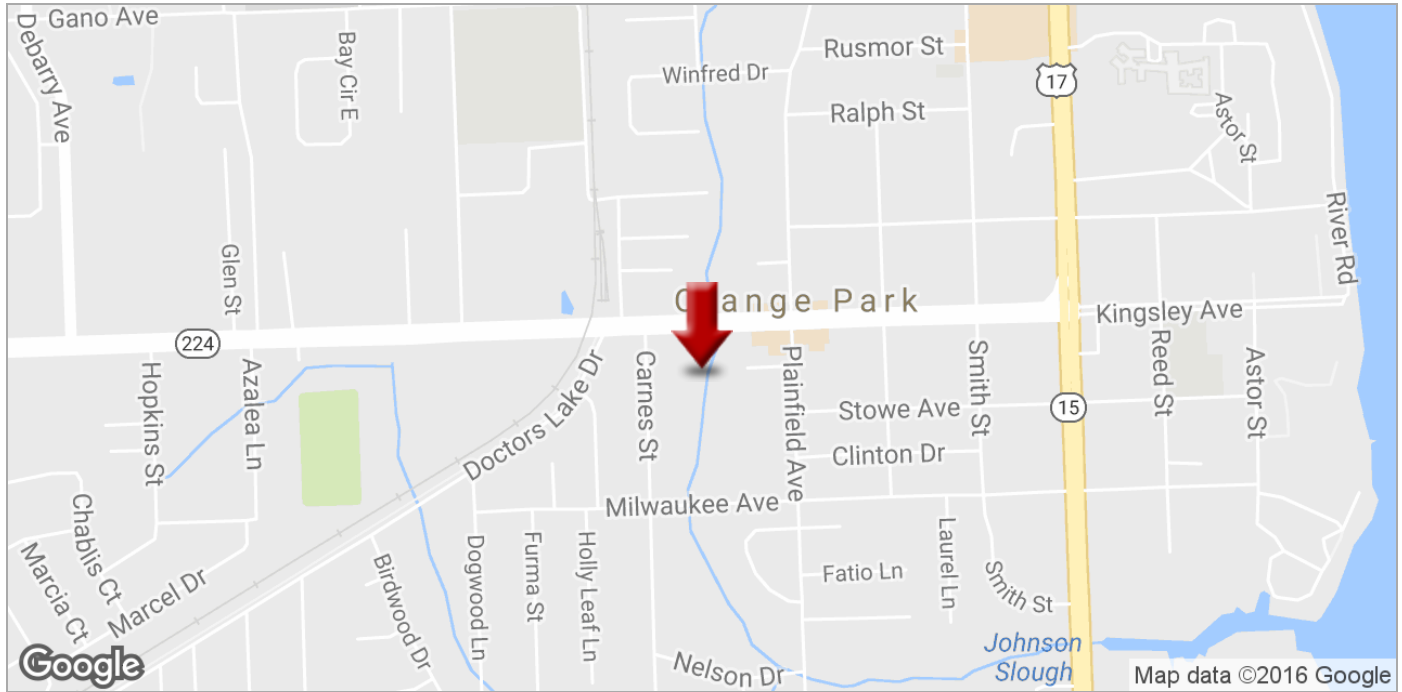 Gano Ave
Debarry Ave
Bay Cir E
Winfred Dr
Rusmor St
Ralph St
17
Astor St
River Rd
Glen St
Orange Park
Kingsley Ave
224
Hopkins St
Azalea Ln
Doctors Lake Dr
Carnes St
Plainfield Ave
Smith St
Reed St
Astor St
Stowe Ave
15
Clinton Dr
Milwaukee Ave
Chablis Ct
Marcia Ct
Marcel Dr
Birdwood Dr
Dogwood Ln
Furma St
Holly Leaf Ln
Laurel Ln
Fatio Ln
Smith St
Nelson Dr
Johnson
Slough
Google
Map data ©2016 Google